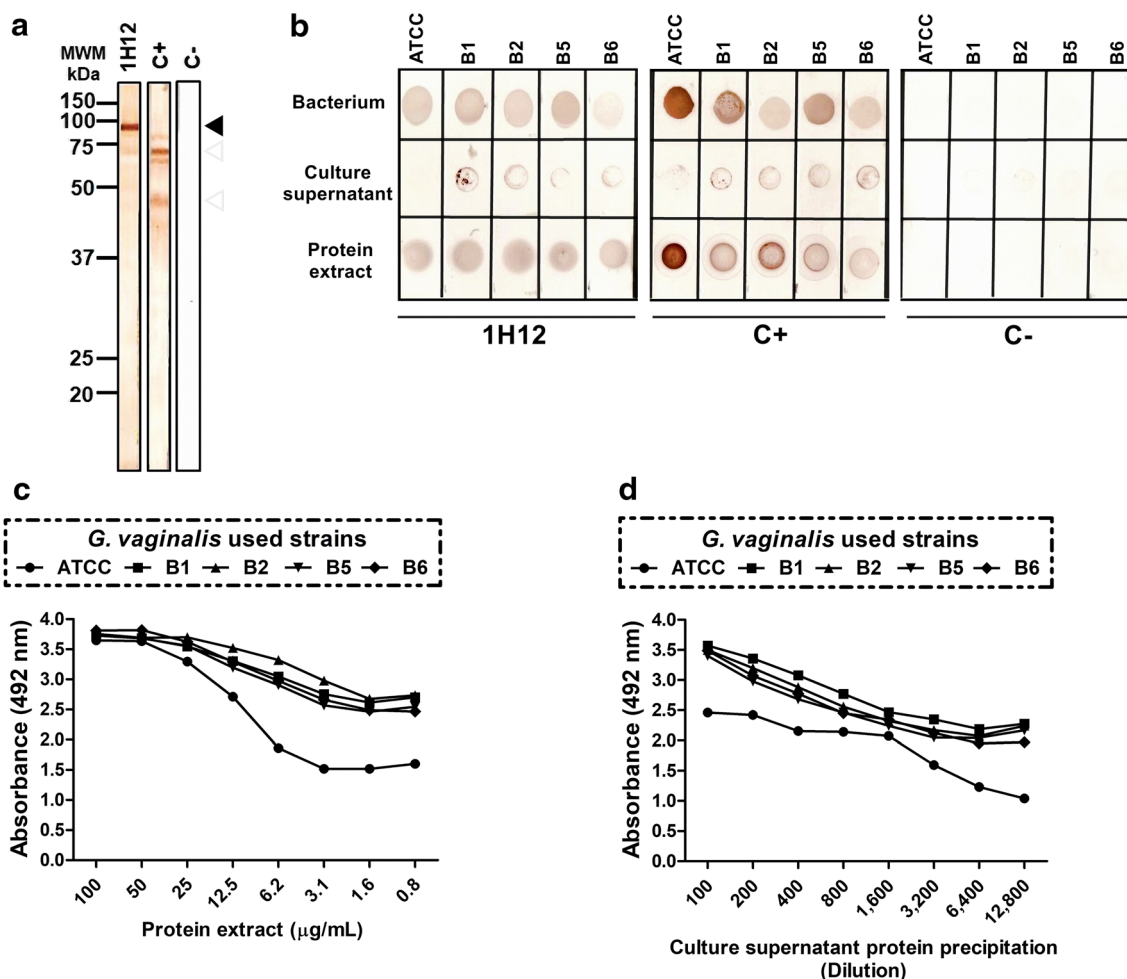 a
MWM
kDa
1H12
C+
C-
150
100
75
50
37
25
20
b
ATCC
B1
B2
B5
B6
ATCC
B1
B2
B5
B6
ATCC
B1
B2
B5
B6
Bacterium
Culture
supernatant
Protein
extract
1H12
C+
C-
c
G. vaginalis used strains
ATCC B1 B2 B5 B6
Absorbance (492 nm)
4.0
3.5
3.0
2.5
2.0
1.5
1.0
0.5
0.0
100
50
25
12.5
6.2
3.1
1.6
0.8
Protein extract (μg/mL)
d
G. vaginalis used strains
ATCC B1 B2 B5 B6
Absorbance (492 nm)
4.0
3.5
3.0
2.5
2.0
1.5
1.0
0.5
0.0
100
200
400
800
1,600
3,200
6,400
12,800
Culture supernatant protein precipitation
(Dilution)